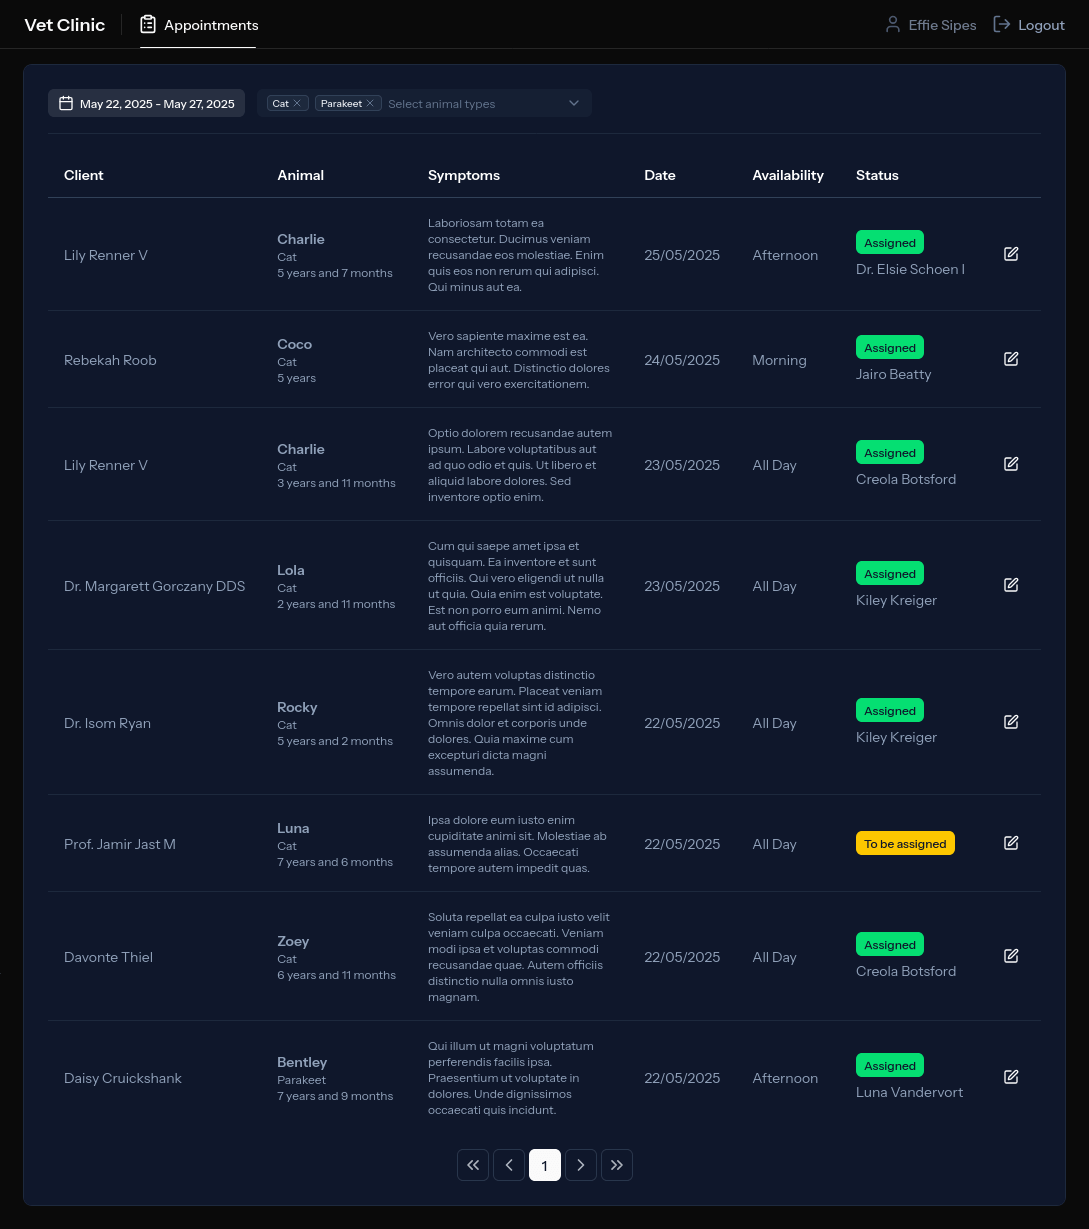 Vet Clinic
Appointments
Effie Sipes
Logout
May 22, 2025 - May 27, 2025
Cat
Parakeet
Select animal types
Client
Animal
Symptoms
Date
Availability
Status
Lily Renner V
Charlie
Cat
5 years and 7 months
Laboriosam totam ea
consectetur. Ducimus veniam
recusandae eos molestiae. Enim
quis eos non rerum qui adipisci.
Qui minus aut ea.
25/05/2025
Afternoon
Assigned
Dr. Elsie Schoen I
Rebekah Roob
Coco
Cat
5 years
Vero sapiente maxime est ea.
Nam architecto commodi est
placeat qui aut. Distinctio dolores
error qui vero exercitationem.
24/05/2025
Morning
Assigned
Jairo Beatty
Lily Renner V
Charlie
Cat
3 years and 11 months
Optio dolorem recusandae autem
ipsum. Labore voluptatibus aut
ad quo odio et quis. Ut libero et
aliquid labore dolores. Sed
inventore optio enim.
23/05/2025
All Day
Assigned
Creola Botsford
Dr. Margarett Gorczany DDS
Lola
Cat
2 years and 11 months
Cum qui saepe amet ipsa et
quisquam. Ea inventore et sunt
officiis. Qui vero eligendi ut nulla
ut quia. Quia enim est voluptate.
Est non porro eum animi. Nemo
aut officia quia rerum.
23/05/2025
All Day
Assigned
Kiley Kreiger
Dr. Isom Ryan
Rocky
Cat
5 years and 2 months
Vero autem voluptas distinctio
tempore earum. Placeat veniam
tempore repellat sint id adipisci.
Omnis dolor et corporis unde
dolores. Quia maxime cum
excepturi dicta magni
assumenda.
22/05/2025
All Day
Assigned
Kiley Kreiger
Prof. Jamir Jast M
Luna
Cat
7 years and 6 months
Ipsa dolore eum iusto enim
cupiditate animi sit. Molestiae ab
assumenda alias. Occaecati
tempore autem impedit quas.
22/05/2025
All Day
To be assigned
Davonte Thiel
Zoey
Cat
6 years and 11 months
Soluta repellat ea culpa iusto velit
veniam culpa occaecati. Veniam
modi ipsa et voluptas commodi
recusandae quae. Autem officiis
distinctio nulla omnis iusto
magnam.
22/05/2025
All Day
Assigned
Creola Botsford
Daisy Cruickshank
Bentley
Parakeet
7 years and 9 months
Qui illum ut magni voluptatum
perferendis facilis ipsa.
Praesentium ut voluptate in
dolores. Unde dignissimos
occaecati quis incidunt.
22/05/2025
Afternoon
Assigned
Luna Vandervort
1